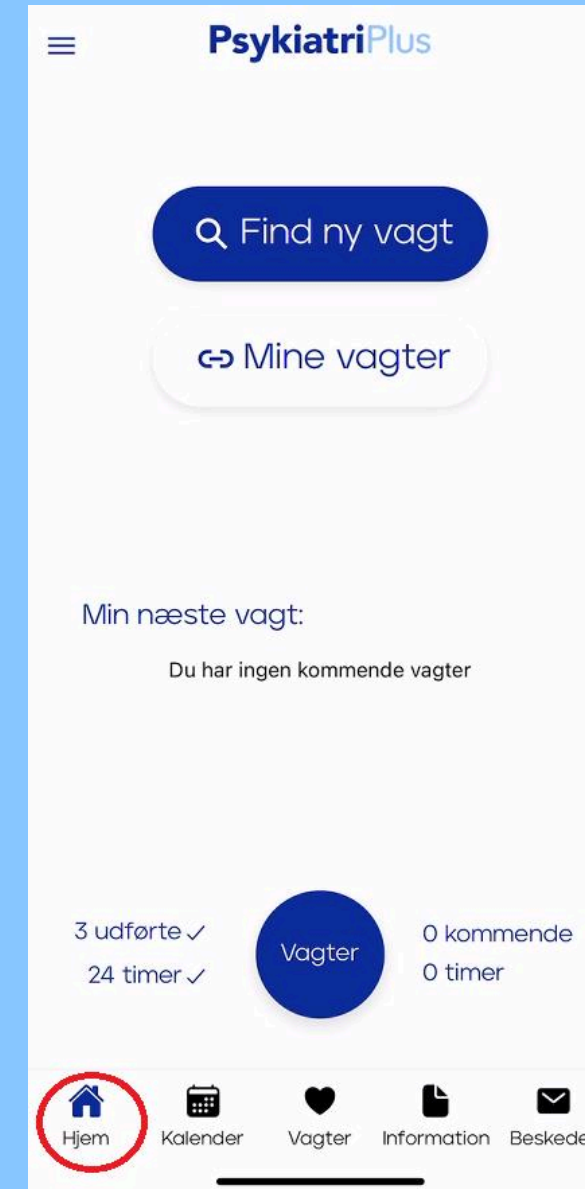 PsykiatriPlus
Find ny vagt
Mine vagter
Min næste vagt:
Du har ingen kommende vagter
3 udførte ✓
24 timer ✓
Vagter
0 kommende
0 timer
Hjem Kalender Vagter Information Beskede